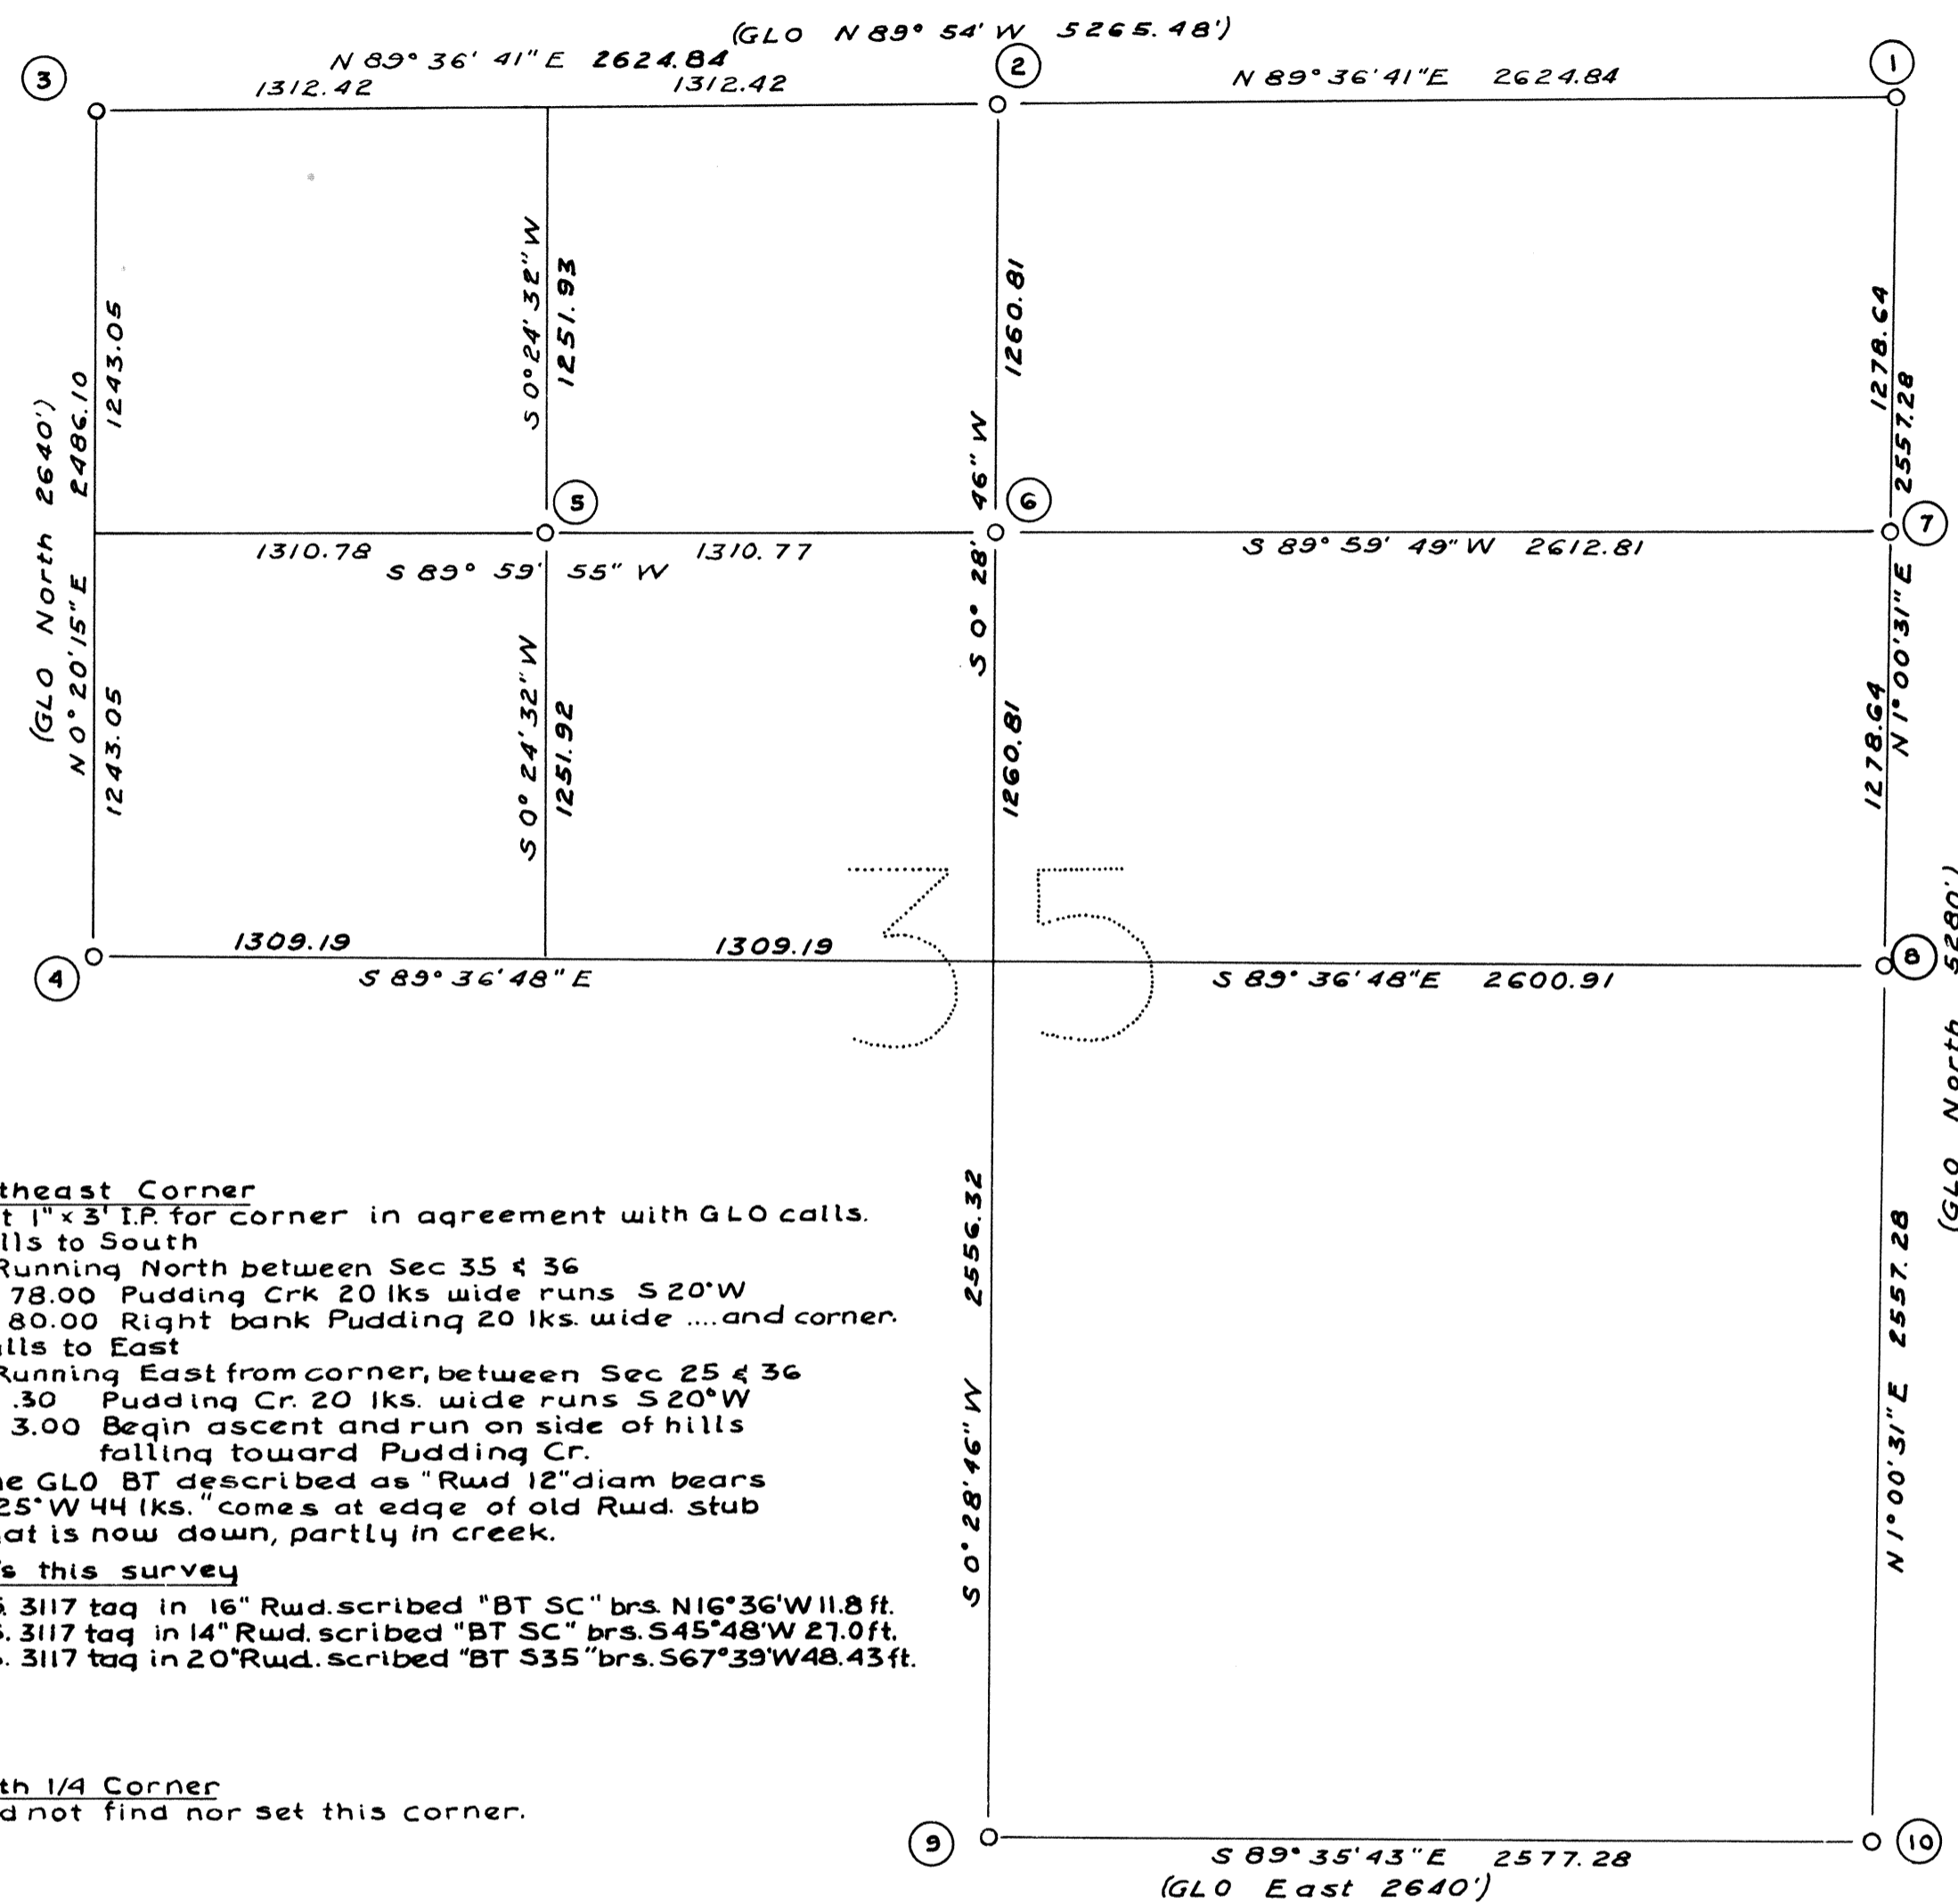 (GLO N 89° 54' W 5265.48')
N 89° 36' 41" E 2624.84
1312.42
1312.42
N 89° 36' 41" E 2624.84
3
2
1
S 0° 24' 32" W
1251.93
1260.81
1243.05
1278.64
2557.28
(GLO North 2640')
N 0° 20' 15" E 2486.10
S 0° 28' 46" W
5
6
7
1310.78
1310.77
S 89° 59' 55" W
S 89° 59' 49" W 2612.81
N 1° 00' 31" E
S 0° 24' 32" W
1251.92
1260.81
1243.05
1278.64
35
1309.19
1309.19
4
S 89° 36' 48" E
S 89° 36' 48" E 2600.91
8
(GLO North 5280')
theast Corner
t 1" x 3' I.P. for corner in agreement with GLO calls.
lls to South
Running North between Sec 35 & 36
78.00 Pudding Crk 20 lks wide runs S 20° W
80.00 Right bank Pudding 20 lks. wide .... and corner.
lls to East
Running East from corner, between Sec 25 & 36
.30 Pudding Cr. 20 lks. wide runs S 20° W
3.00 Begin ascent and run on side of hills
falling toward Pudding Cr.
e GLO BT described as "Rwd 12" diam bears
25° W 44 lks." comes at edge of old Rwd. stub
at is now down, partly in creek.
s this survey
. 3117 tag in 16" Rwd. scribed "BT SC" brs. N16°36'W 11.8 ft.
. 3117 tag in 14" Rwd. scribed "BT SC" brs. S45°48'W 27.0 ft.
. 3117 tag in 20" Rwd. scribed "BT S35" brs. S67°39'W 48.43 ft.
th 1/4 Corner
d not find nor set this corner.
S 0° 28' 46" W 2556.32
N 1° 00' 31" E 2557.28
9
10
S 89° 35' 43" E 2577.28
(GLO East 2640')